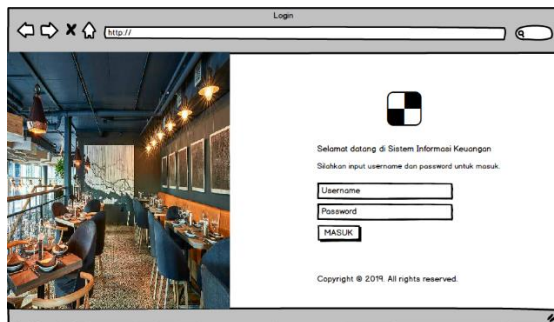 Login
http://
Selamat datang di Sistem Informasi Keuangan
Silahkan input username dan password untuk masuk.
Username
Password
MASUK
Copyright © 2019. All rights reserved.